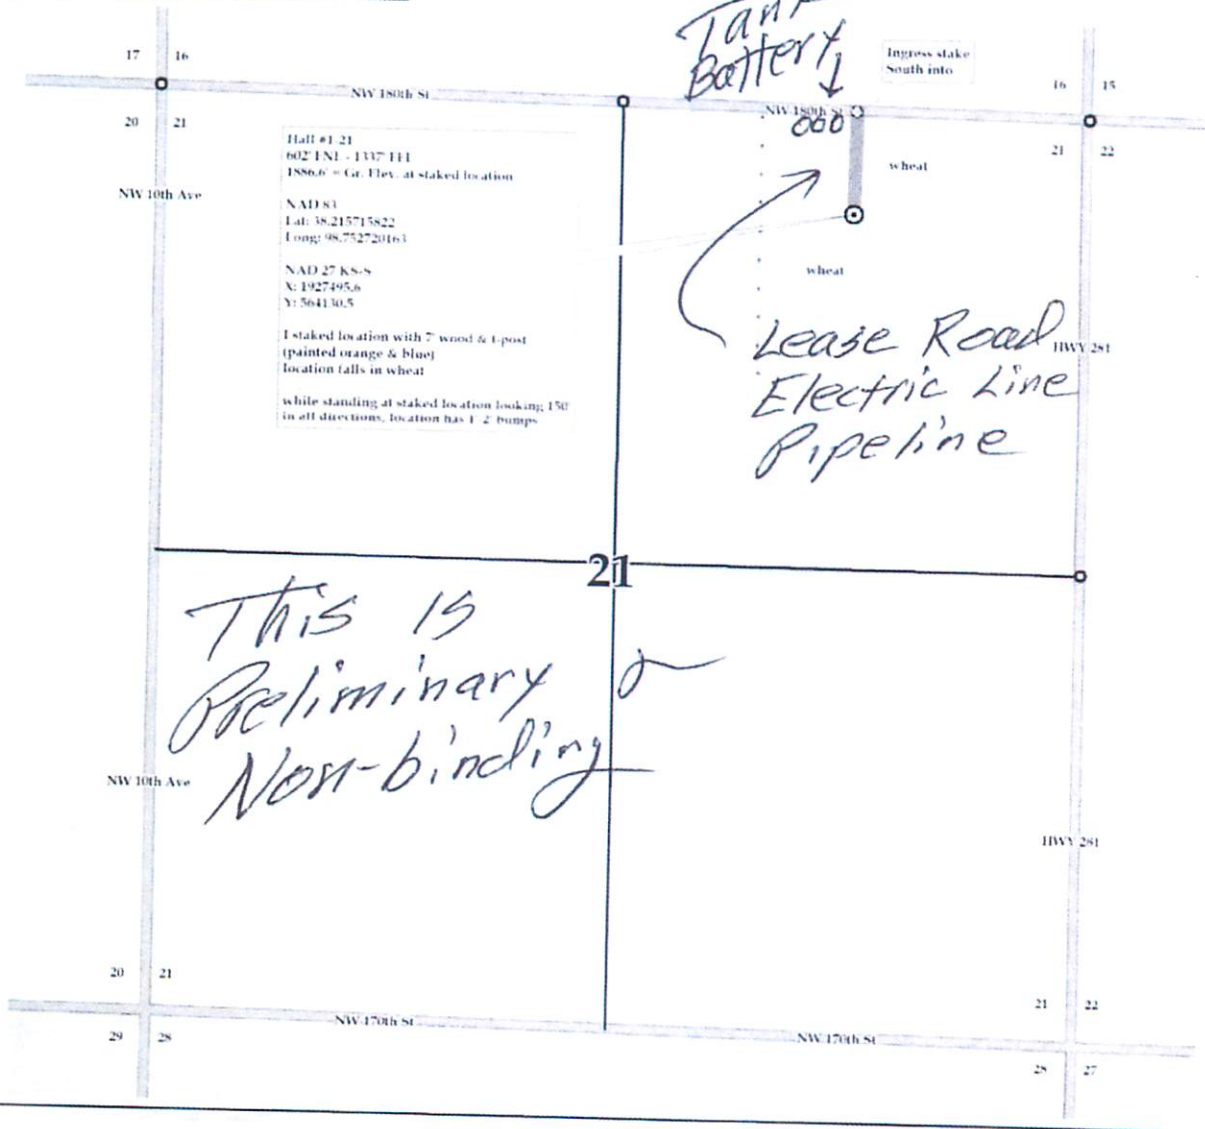 Tank
Battery
Ingress stake
South into
17 16
16 15
NW 180th St
NW 180th St
000
20 21
21 22
Hall #1-21
602' FNL - 1337' FEL
1886.6' = Gr. Elev. at staked location
wheat
NW 10th Ave
NAD 83
Lat: 38.215715822
Long: 98.752720163
NAD 27 KS-S
X: 1927495.6
Y: 564130.5
wheat
I staked location with 7' wood & t-post
(painted orange & blue)
location falls in wheat
Lease Road
HWY 281
Electric Line
Pipeline
while standing at staked location looking 150'
in all directions, location has 1'-2' bumps
21
This is
Preliminary &
Non-binding
NW 10th Ave
HWY 281
20 21
21 22
NW 170th St
NW 170th St
29 28
28 27